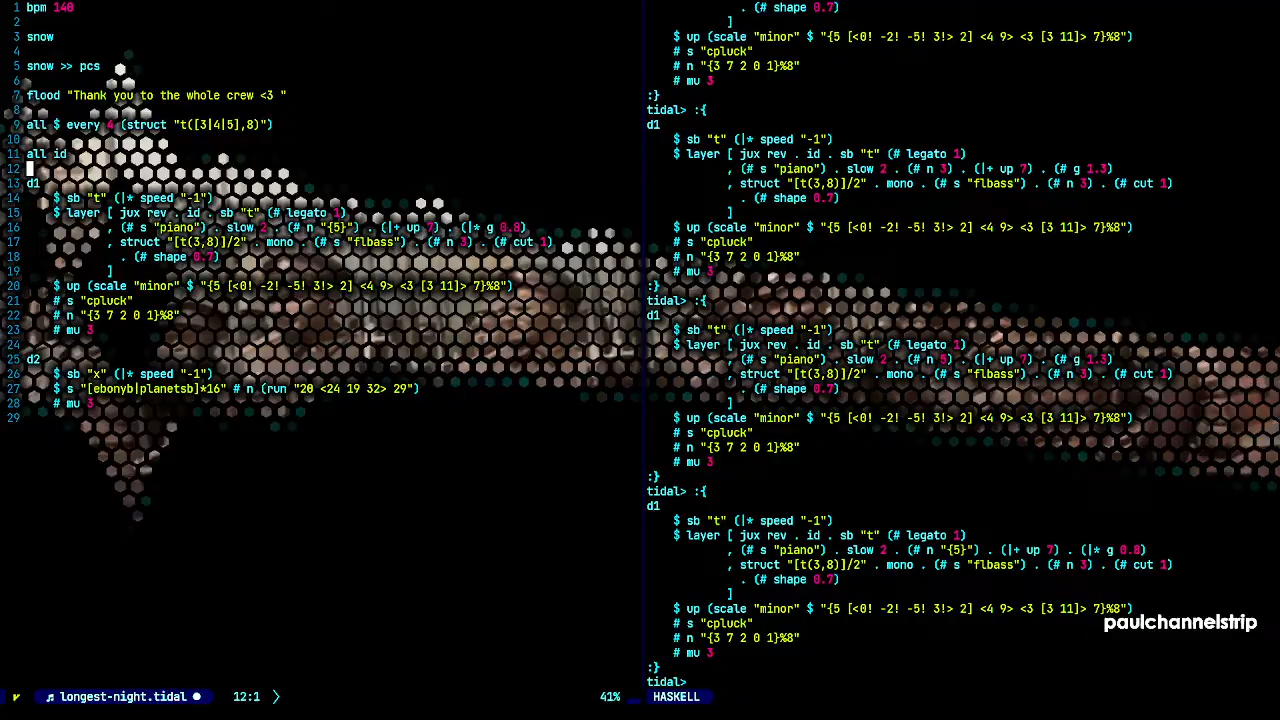 1 bpm 140
2
3 snow
4
5 snow >> pcs
6
7 flood "Thank you to the whole crew <3 "
8
9 all $ every 4 (struct "t([3|4|5],8)")
10
11 all id
12
13 d1
14 $ sb "t" (|* speed "-1")
15 $ layer [ jux rev . id . sb "t" (# legato 1)
16 , (# s "piano") . slow 2 . (# n "{5}") . (|+ up 7) . (|* g 0.8)
17 , struct "[t(3,8)]/2" . mono . (# s "flbass") . (# n 3) . (# cut 1)
18 . (# shape 0.7)
19 ]
20 $ up (scale "minor" $ "{5 [<0! -2! -5! 3!> 2] <4 9> <3 [3 11]> 7}%8")
21 # s "cpluck"
22 # n "{3 7 2 0 1}%8"
23 # mu 3
24
25 d2
26 $ sb "x" (|* speed "-1")
27 $ s "[ebonyb|planetsb]*16" # n (run "20 <24 19 32> 29")
28 # mu 3
29
longest-night.tidal ● 12:1 41%
. (# shape 0.7)
]
$ up (scale "minor" $ "{5 [<0! -2! -5! 3!> 2] <4 9> <3 [3 11]> 7}%8")
# s "cpluck"
# n "{3 7 2 0 1}%8"
# mu 3
:}
tidal> :{
d1
$ sb "t" (|* speed "-1")
$ layer [ jux rev . id . sb "t" (# legato 1)
, (# s "piano") . slow 2 . (# n 3) . (|+ up 7) . (# g 1.3)
, struct "[t(3,8)]/2" . mono . (# s "flbass") . (# n 3) . (# cut 1)
. (# shape 0.7)
]
$ up (scale "minor" $ "{5 [<0! -2! -5! 3!> 2] <4 9> <3 [3 11]> 7}%8")
# s "cpluck"
# n "{3 7 2 0 1}%8"
# mu 3
:}
tidal> :{
d1
$ sb "t" (|* speed "-1")
$ layer [ jux rev . id . sb "t" (# legato 1)
, (# s "piano") . slow 2 . (# n 5) . (|+ up 7) . (# g 1.3)
, struct "[t(3,8)]/2" . mono . (# s "flbass") . (# n 3) . (# cut 1)
. (# shape 0.7)
]
$ up (scale "minor" $ "{5 [<0! -2! -5! 3!> 2] <4 9> <3 [3 11]> 7}%8")
# s "cpluck"
# n "{3 7 2 0 1}%8"
# mu 3
:}
tidal> :{
d1
$ sb "t" (|* speed "-1")
$ layer [ jux rev . id . sb "t" (# legato 1)
, (# s "piano") . slow 2 . (# n "{5}") . (|+ up 7) . (|* g 0.8)
, struct "[t(3,8)]/2" . mono . (# s "flbass") . (# n 3) . (# cut 1)
. (# shape 0.7)
]
$ up (scale "minor" $ "{5 [<0! -2! -5! 3!> 2] <4 9> <3 [3 11]> 7}%8")
# s "cpluck"
# n "{3 7 2 0 1}%8"
# mu 3
:}
tidal>
HASKELL
paulchannelstrip